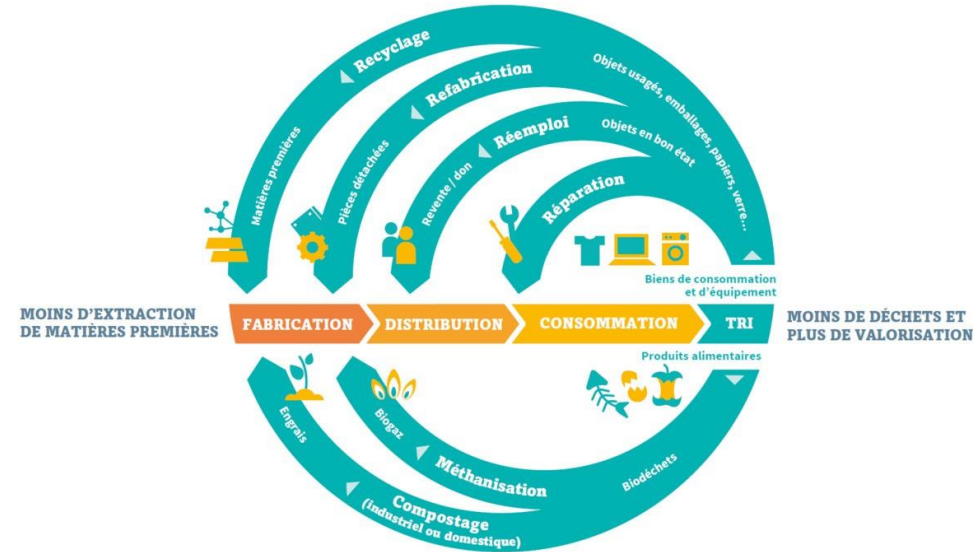 Recyclage
Refabrication
Réemploi
Réparation
Objets usagés, emballages, papiers, verre...
Objets en bon état
Matières premières
Pièces détachées
Revente / don
Biens de consommation
et d'équipement
MOINS D'EXTRACTION
DE MATIÈRES PREMIÈRES
FABRICATION
DISTRIBUTION
CONSOMMATION
TRI
MOINS DE DÉCHETS ET
PLUS DE VALORISATION
Produits alimentaires
Engrais
Biogaz
Méthanisation
Biodéchets
Compostage
(industriel ou domestique)